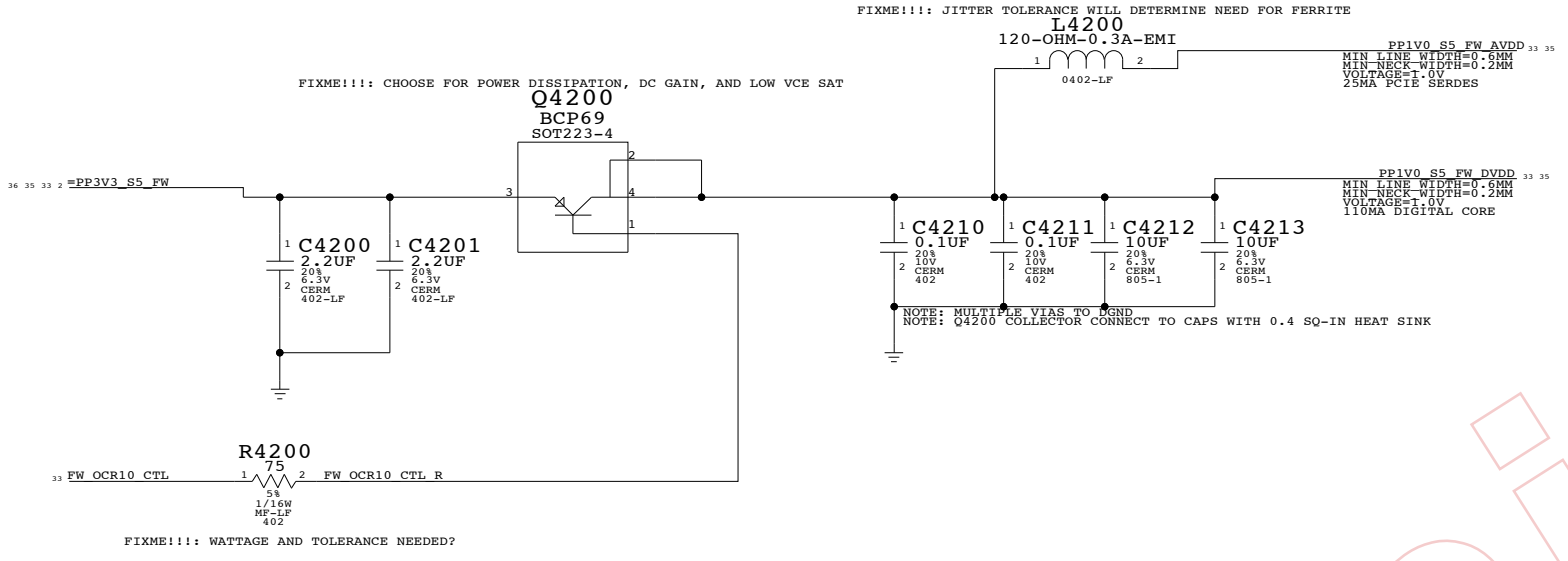 FIXME!!!: JITTER TOLERANCE WILL DETERMINE NEED FOR FERRITE
L4200
120-OHM-0.3A-EMI
1
2
0402-LF
PP1V0_S5_FW_AVDD 33 35
MIN_LINE_WIDTH=0.6MM
MIN_NECK_WIDTH=0.2MM
VOLTAGE=1.0V
25MA PCIE SERDES
FIXME!!!: CHOOSE FOR POWER DISSIPATION, DC GAIN, AND LOW VCE SAT
Q4200
BCP69
SOT223-4
2
3
4
1
36 35 33 2 =PP3V3_S5_FW
PP1V0_S5_FW_DVDD 33 35
MIN_LINE_WIDTH=0.6MM
MIN_NECK_WIDTH=0.2MM
VOLTAGE=1.0V
110MA DIGITAL CORE
1 C4200
2.2UF
20%
6.3V
2 CERM
402-LF
1 C4201
2.2UF
20%
6.3V
2 CERM
402-LF
1 C4210
0.1UF
20%
2 10V
CERM
402
1 C4211
0.1UF
20%
2 10V
CERM
402
1 C4212
10UF
20%
2 6.3V
CERM
805-1
1 C4213
10UF
20%
2 6.3V
CERM
805-1
NOTE: MULTIPLE VIAS TO DGND
NOTE: Q4200 COLLECTOR CONNECT TO CAPS WITH 0.4 SQ-IN HEAT SINK
R4200
75
33 FW_OCR10_CTL
1
2
FW_OCR10_CTL_R
5%
1/16W
MF-LF
402
FIXME!!!: WATTAGE AND TOLERANCE NEEDED?